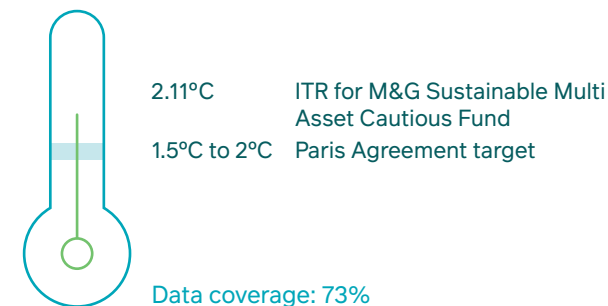 2.11°C ITR for M&G Sustainable Multi
Asset Cautious Fund
1.5°C to 2°C Paris Agreement target
Data coverage: 73%